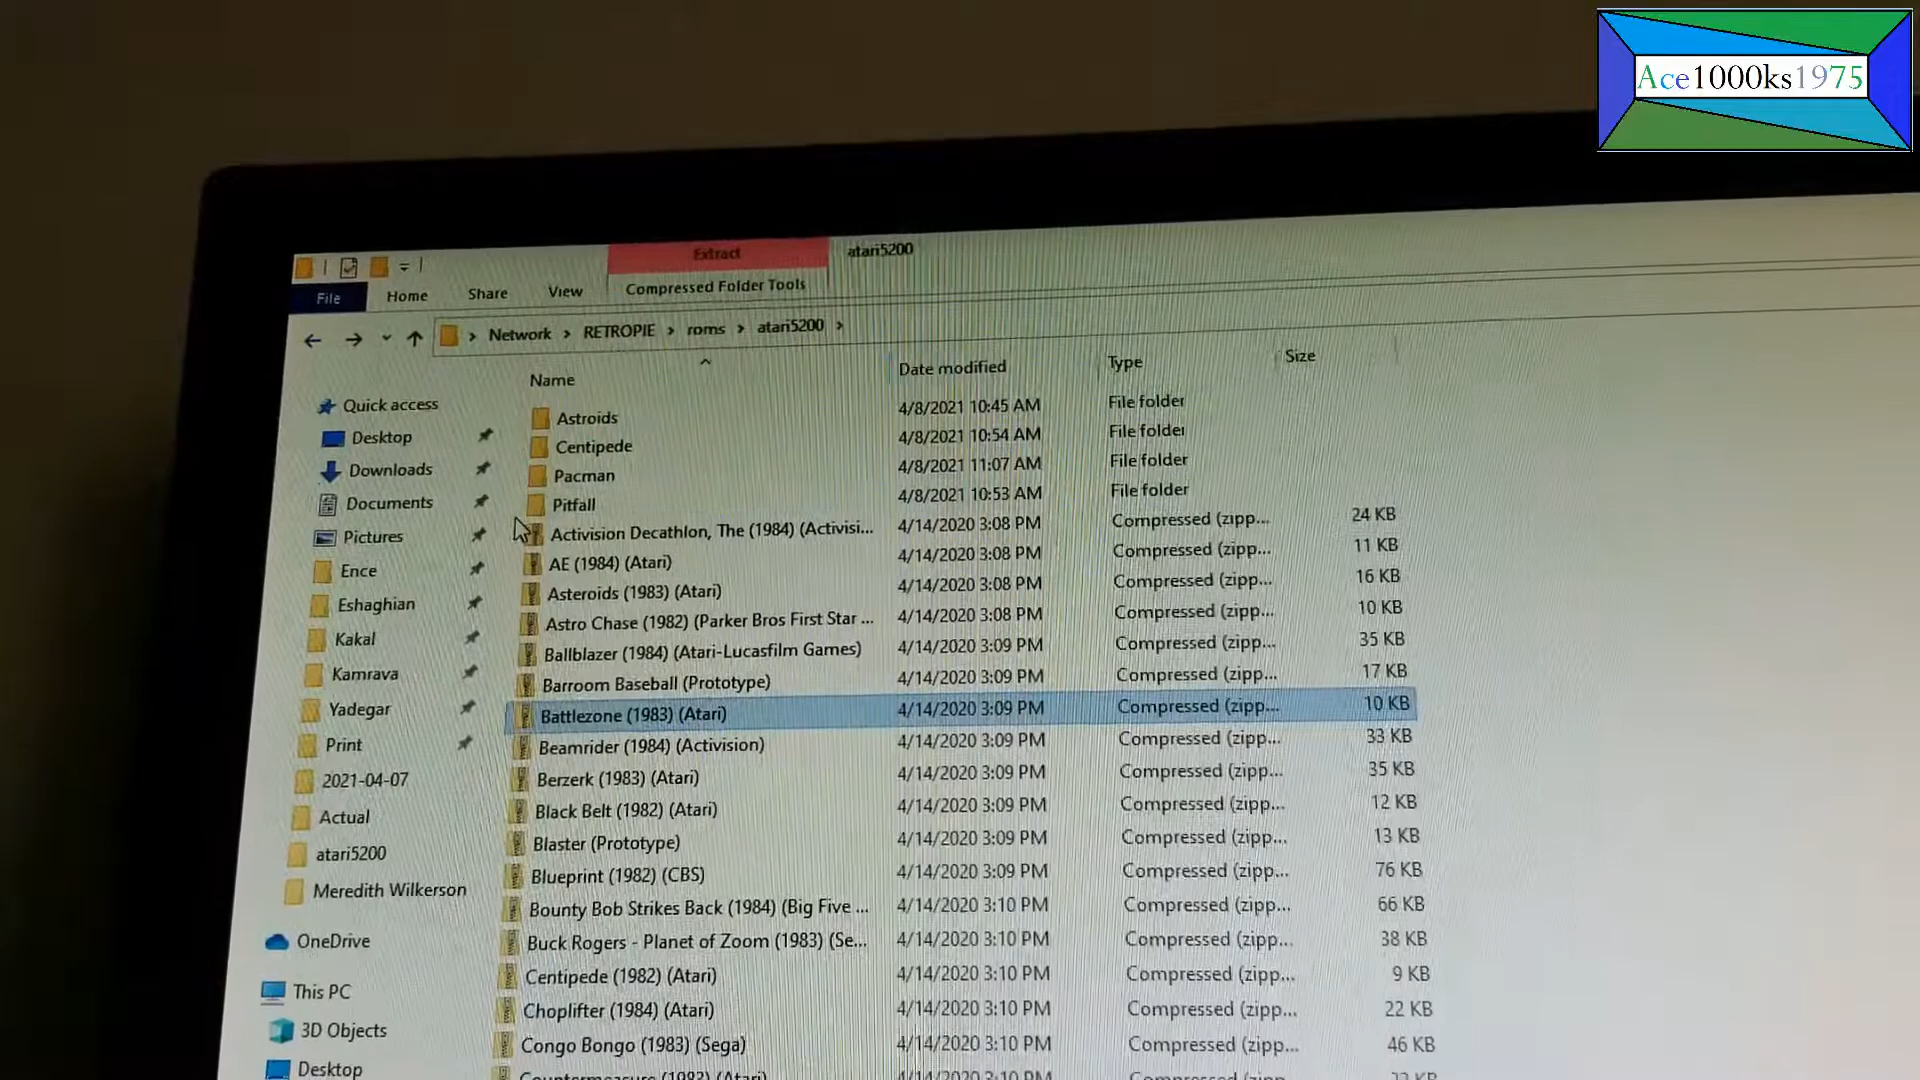 Ace1000ks1975
Extract
atari5200
File Home Share View Compressed Folder Tools
Network > RETROPIE > roms > atari5200 >
Name Date modified Type Size
Quick access
Desktop
Downloads
Documents
Pictures
Ence
Eshaghian
Kakal
Kamrava
Yadegar
Print
2021-04-07
Actual
atari5200
Meredith Wilkerson
OneDrive
This PC
3D Objects
Desktop
Astroids 4/8/2021 10:45 AM File folder
Centipede 4/8/2021 10:54 AM File folder
Pacman 4/8/2021 11:07 AM File folder
Pitfall 4/8/2021 10:53 AM File folder
Activision Decathlon, The (1984) (Activisi... 4/14/2020 3:08 PM Compressed (zipp... 24 KB
AE (1984) (Atari) 4/14/2020 3:08 PM Compressed (zipp... 11 KB
Asteroids (1983) (Atari) 4/14/2020 3:08 PM Compressed (zipp... 16 KB
Astro Chase (1982) (Parker Bros First Star ... 4/14/2020 3:08 PM Compressed (zipp... 10 KB
Ballblazer (1984) (Atari-Lucasfilm Games) 4/14/2020 3:09 PM Compressed (zipp... 35 KB
Barroom Baseball (Prototype) 4/14/2020 3:09 PM Compressed (zipp... 17 KB
Battlezone (1983) (Atari) 4/14/2020 3:09 PM Compressed (zipp... 10 KB
Beamrider (1984) (Activision) 4/14/2020 3:09 PM Compressed (zipp... 33 KB
Berzerk (1983) (Atari) 4/14/2020 3:09 PM Compressed (zipp... 35 KB
Black Belt (1982) (Atari) 4/14/2020 3:09 PM Compressed (zipp... 12 KB
Blaster (Prototype) 4/14/2020 3:09 PM Compressed (zipp... 13 KB
Blueprint (1982) (CBS) 4/14/2020 3:09 PM Compressed (zipp... 76 KB
Bounty Bob Strikes Back (1984) (Big Five ... 4/14/2020 3:10 PM Compressed (zipp... 66 KB
Buck Rogers - Planet of Zoom (1983) (Se... 4/14/2020 3:10 PM Compressed (zipp... 38 KB
Centipede (1982) (Atari) 4/14/2020 3:10 PM Compressed (zipp... 9 KB
Choplifter (1984) (Atari) 4/14/2020 3:10 PM Compressed (zipp... 22 KB
Congo Bongo (1983) (Sega) 4/14/2020 3:10 PM Compressed (zipp... 46 KB